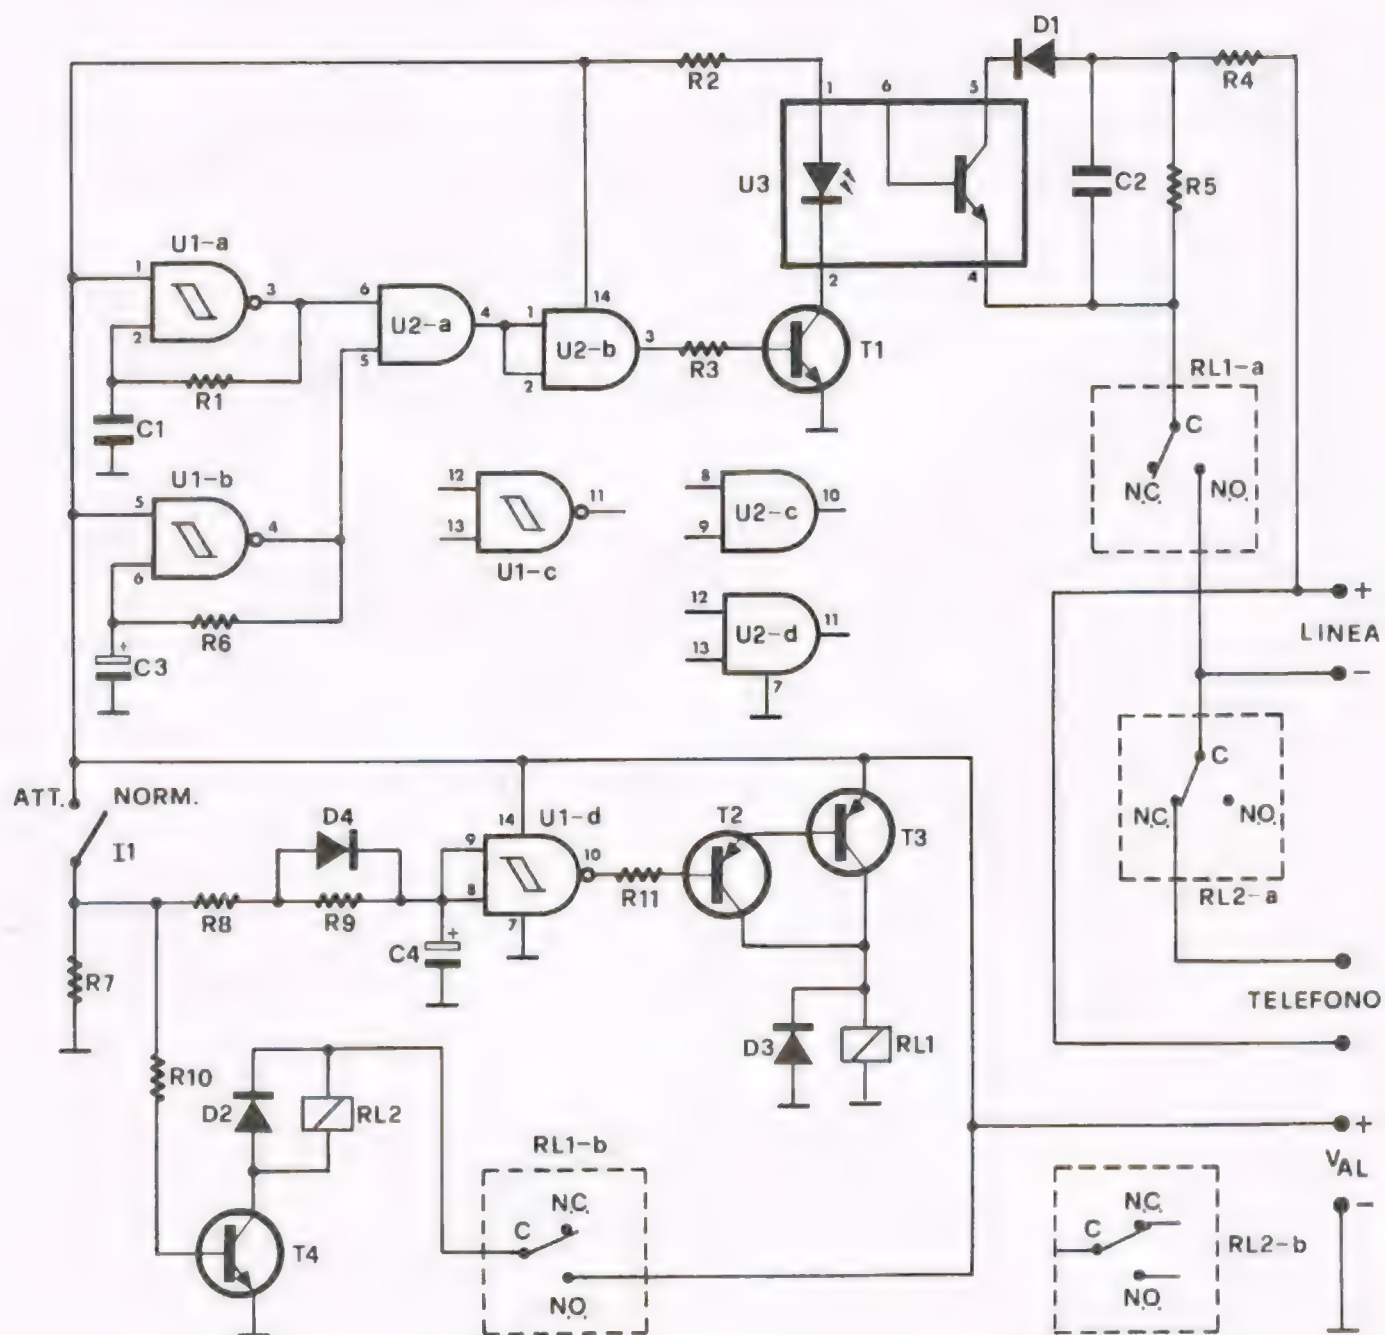 D1
R2
R4
1
6
5
U3
C2
R5
2
4
U1-a
1
3
2
R1
C1
6
U2-a
4
5
14
1
U2-b
3
2
R3
T1
RL1-a
C
N.C.
N.O.
U1-b
5
4
6
R6
C3
+
12
11
13
U1-c
8
U2-c
10
9
12
U2-d
11
13
7
+
LINEA
-
C
N.C.
N.O.
RL2-a
ATT.
NORM.
I1
D4
R8
R9
14
U1-d
9
10
8
7
C4
+
R11
T2
T3
R7
TELEFONO
D3
RL1
R10
D2
RL2
RL1-b
N.C.
C
N.O.
T4
+
VAL
-
N.C.
C
RL2-b
N.O.